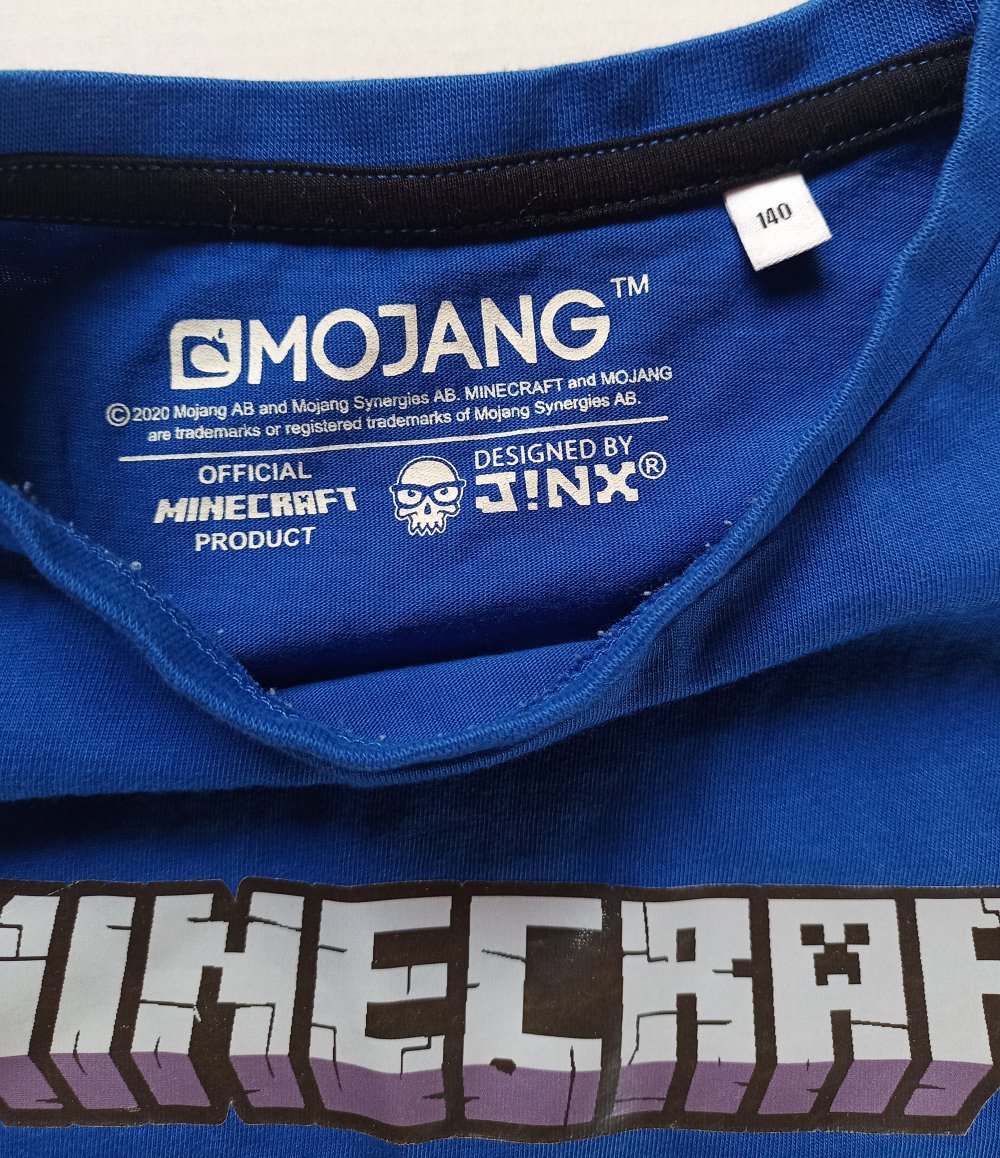 140
MOJANG™
©2020 Mojang AB and Mojang Synergies AB. MINECRAFT and MOJANG
are trademarks or registered trademarks of Mojang Synergies AB.
OFFICIAL
MINECRAFT
PRODUCT
DESIGNED BY
J!NX®
MINECRAF